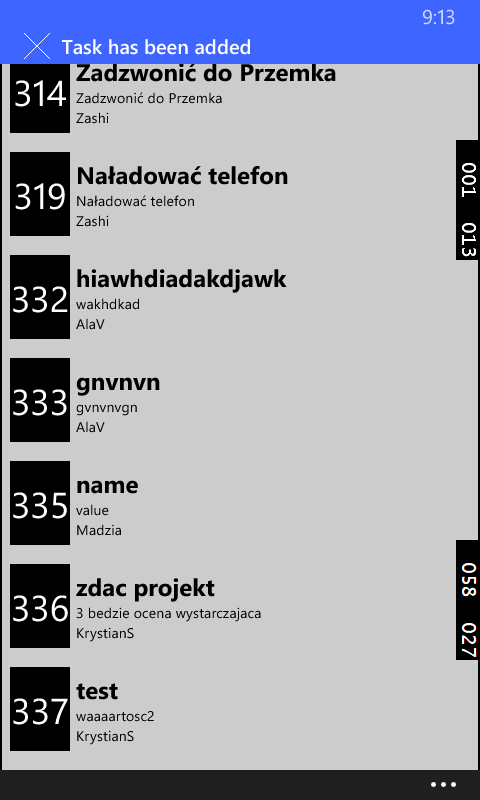 9:13
Task has been added
314
Zadzwonić do Przemka
Zadzwonić do Przemka
Zashi
319
Naładować telefon
Naładować telefon
Zashi
001
013
332
hiawhdiadakdjawk
wakhdkad
AlaV
333
gnvnvn
gvnvnvgn
AlaV
335
name
value
Madzia
336
zdac projekt
3 bedzie ocena wystarczajaca
KrystianS
058
027
337
test
waaaartosc2
KrystianS